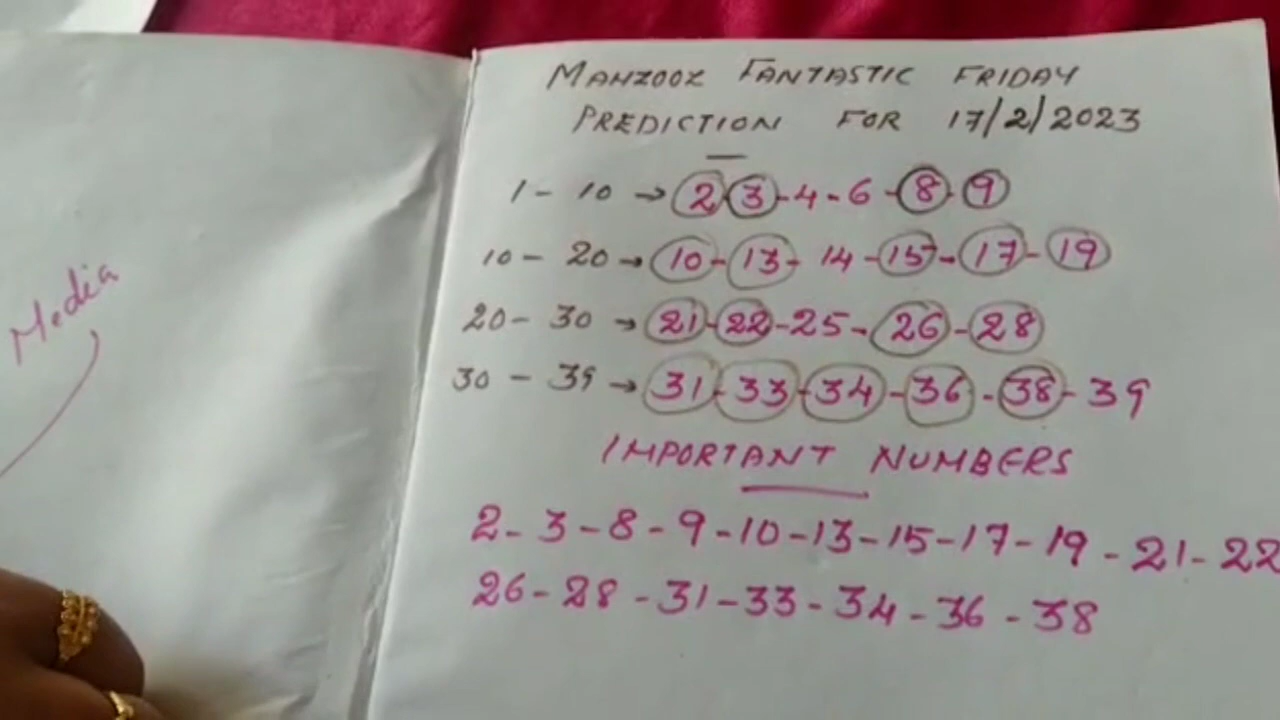 Media
MAHZOOZ FANTASTIC FRIDAY
PREDICTION FOR 17/2/2023
1 - 10 → 2 3 - 4 - 6 - 8 - 9
10 - 20 → 10 - 13 - 14 - 15 - 17 - 19
20 - 30 → 21 - 22 - 25 - 26 - 28
30 - 39 → 31 - 33 - 34 - 36 - 38 - 39
IMPORTANT NUMBERS
2 - 3 - 8 - 9 - 10 - 13 - 15 - 17 - 19 - 21 - 22
26 - 28 - 31 - 33 - 34 - 36 - 38